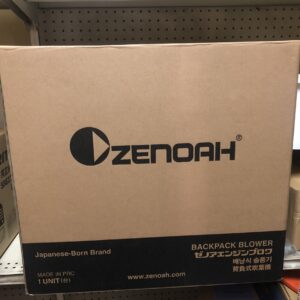 ZENOAH®
Japanese-Born Brand
BACKPACK BLOWER
ゼノアエンジンブロワ
배낭식 송풍기
背負式吹風機
MADE IN PRC
1 UNIT(台)
www.zenoah.com